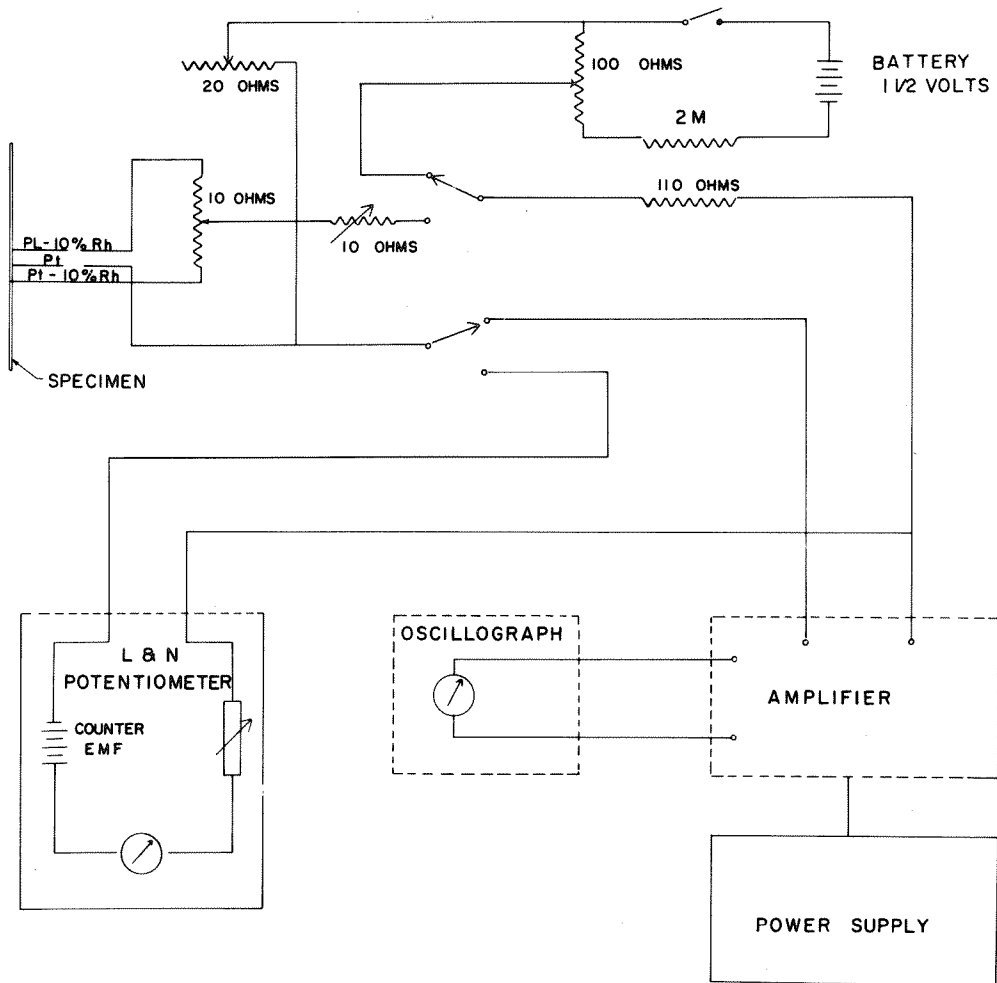 20 OHMS
100 OHMS
BATTERY
1 1/2 VOLTS
2 M
10 OHMS
110 OHMS
10 OHMS
PL-10% Rh
Pt
Pt - 10% Rh
SPECIMEN
L & N
POTENTIOMETER
COUNTER
EMF
OSCILLOGRAPH
AMPLIFIER
POWER SUPPLY